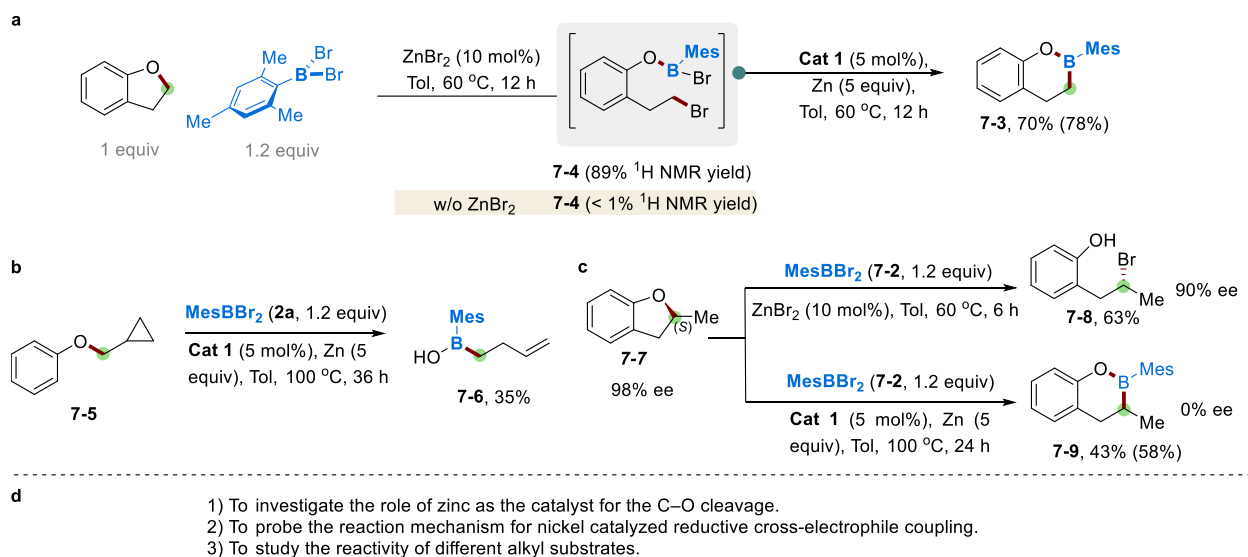 a
O
1 equiv
Me
Me
Me
B
Br
Br
1.2 equiv
ZnBr2 (10 mol%)
Tol, 60 oC, 12 h
O
Mes
B
Br
Br
7-4 (89% 1H NMR yield)
w/o ZnBr2 7-4 (< 1% 1H NMR yield)
Cat 1 (5 mol%),
Zn (5 equiv),
Tol, 60 oC, 12 h
O
B
Mes
7-3, 70% (78%)
b
O
7-5
MesBBr2 (2a, 1.2 equiv)
Cat 1 (5 mol%), Zn (5
equiv), Tol, 100 oC, 36 h
Mes
HO
B
7-6, 35%
c
O
Me
(S)
7-7
98% ee
MesBBr2 (7-2, 1.2 equiv)
ZnBr2 (10 mol%), Tol, 60 oC, 6 h
OH
Br
Me
7-8, 63%
90% ee
MesBBr2 (7-2, 1.2 equiv)
Cat 1 (5 mol%), Zn (5
equiv), Tol, 100 oC, 24 h
O
B
Mes
Me
7-9, 43% (58%)
0% ee
d
1) To investigate the role of zinc as the catalyst for the C–O cleavage.
2) To probe the reaction mechanism for nickel catalyzed reductive cross-electrophile coupling.
3) To study the reactivity of different alkyl substrates.